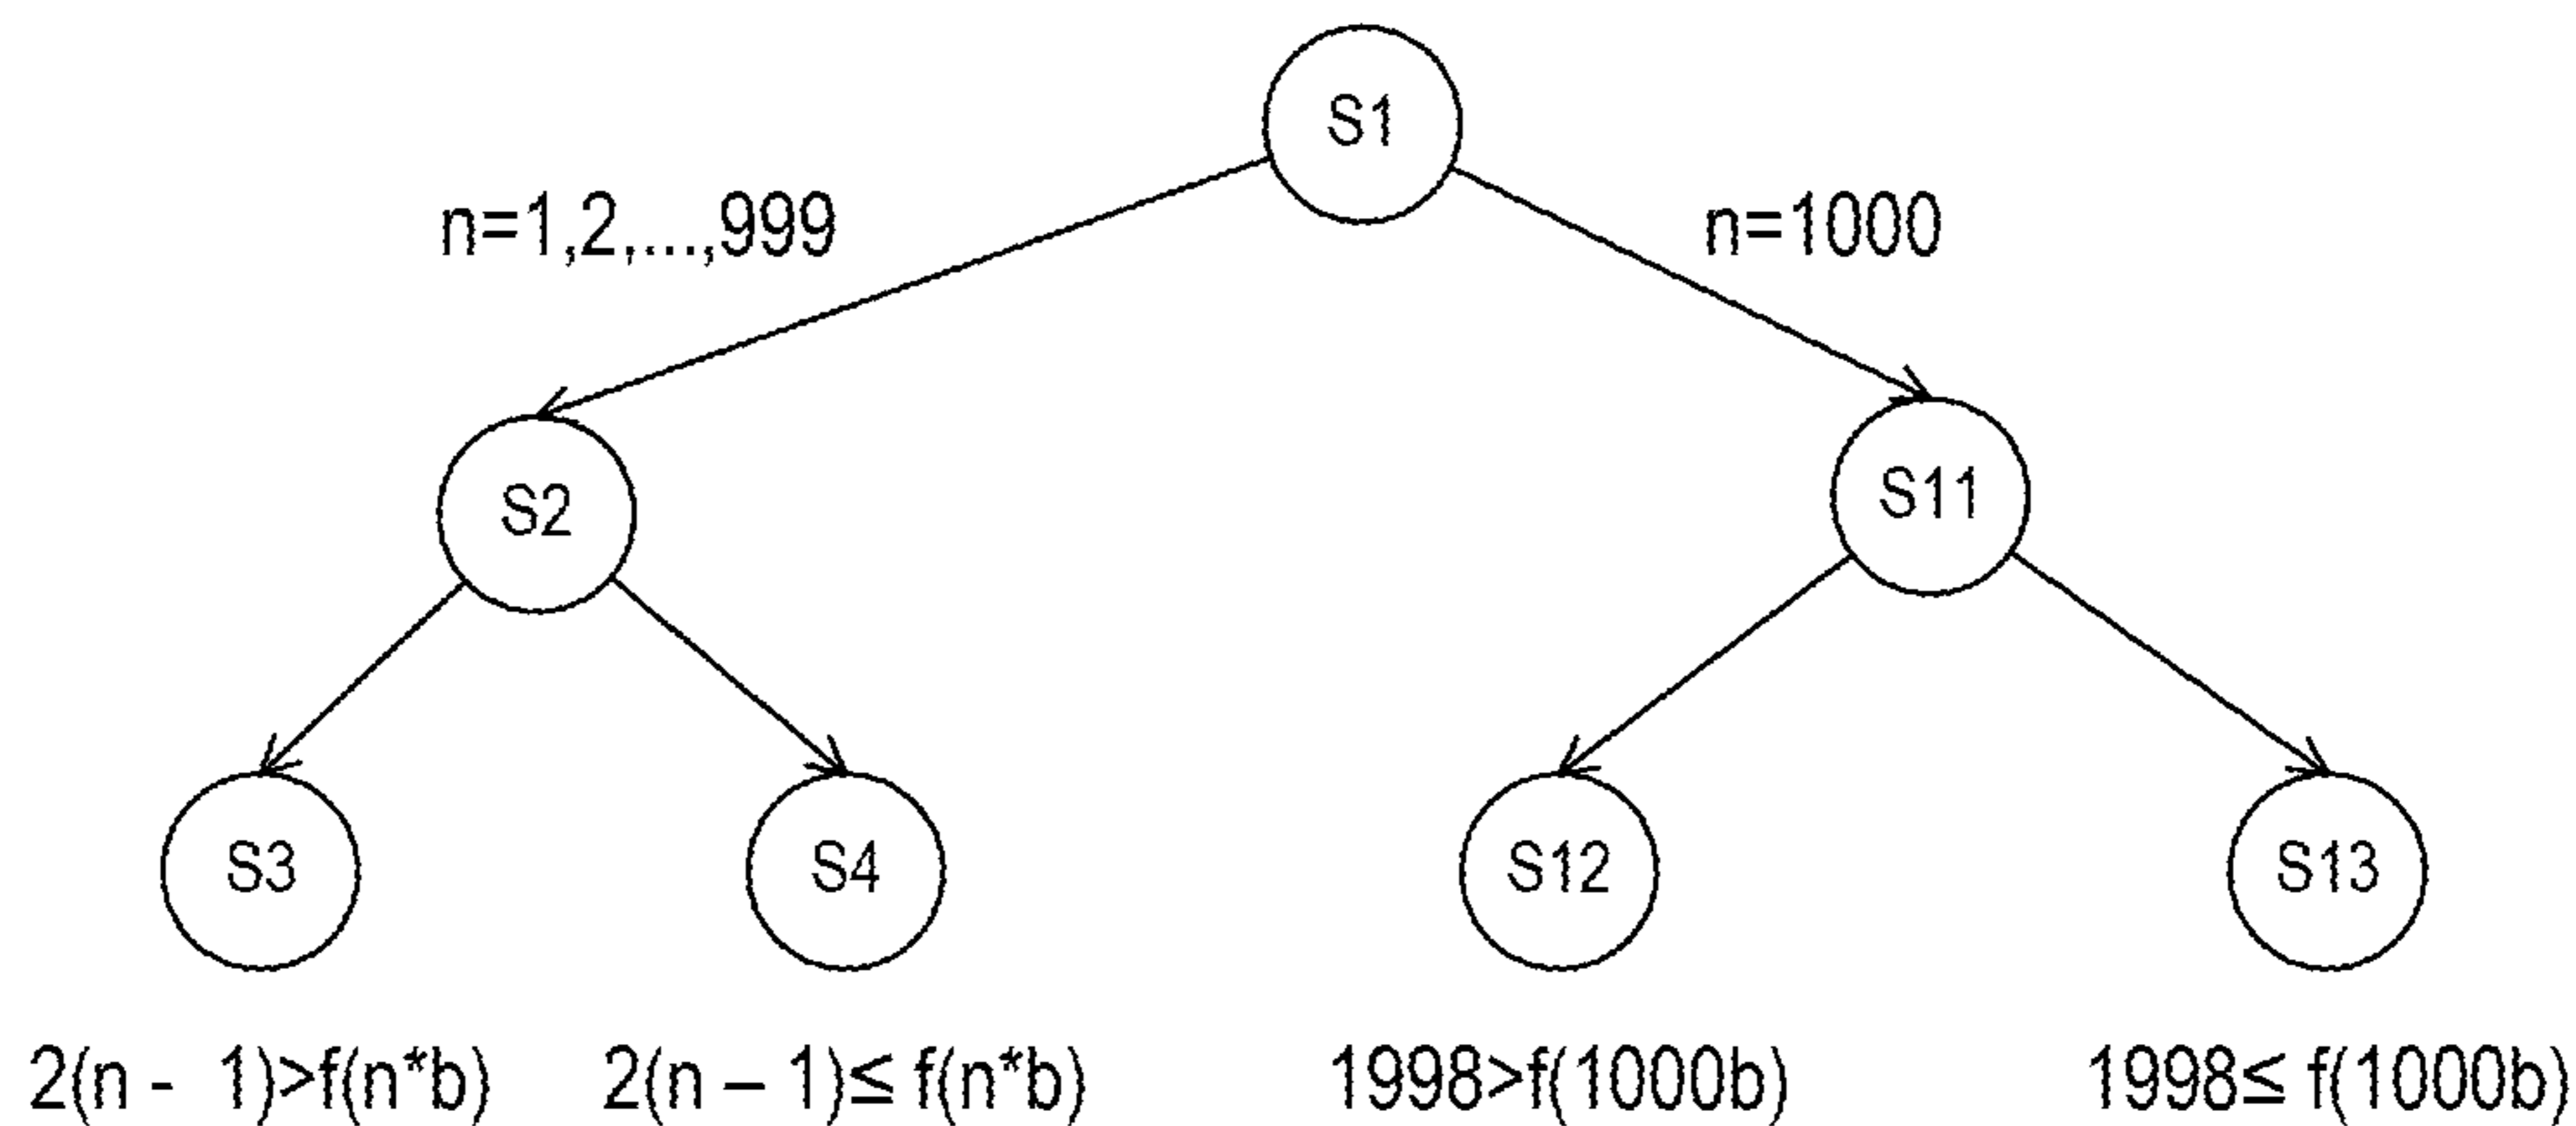 S1
n=1,2,...,999
n=1000
S2
S11
S3
S4
S12
S13
2(n - 1)>f(n*b)
2(n – 1)≤ f(n*b)
1998>f(1000b)
1998≤ f(1000b)